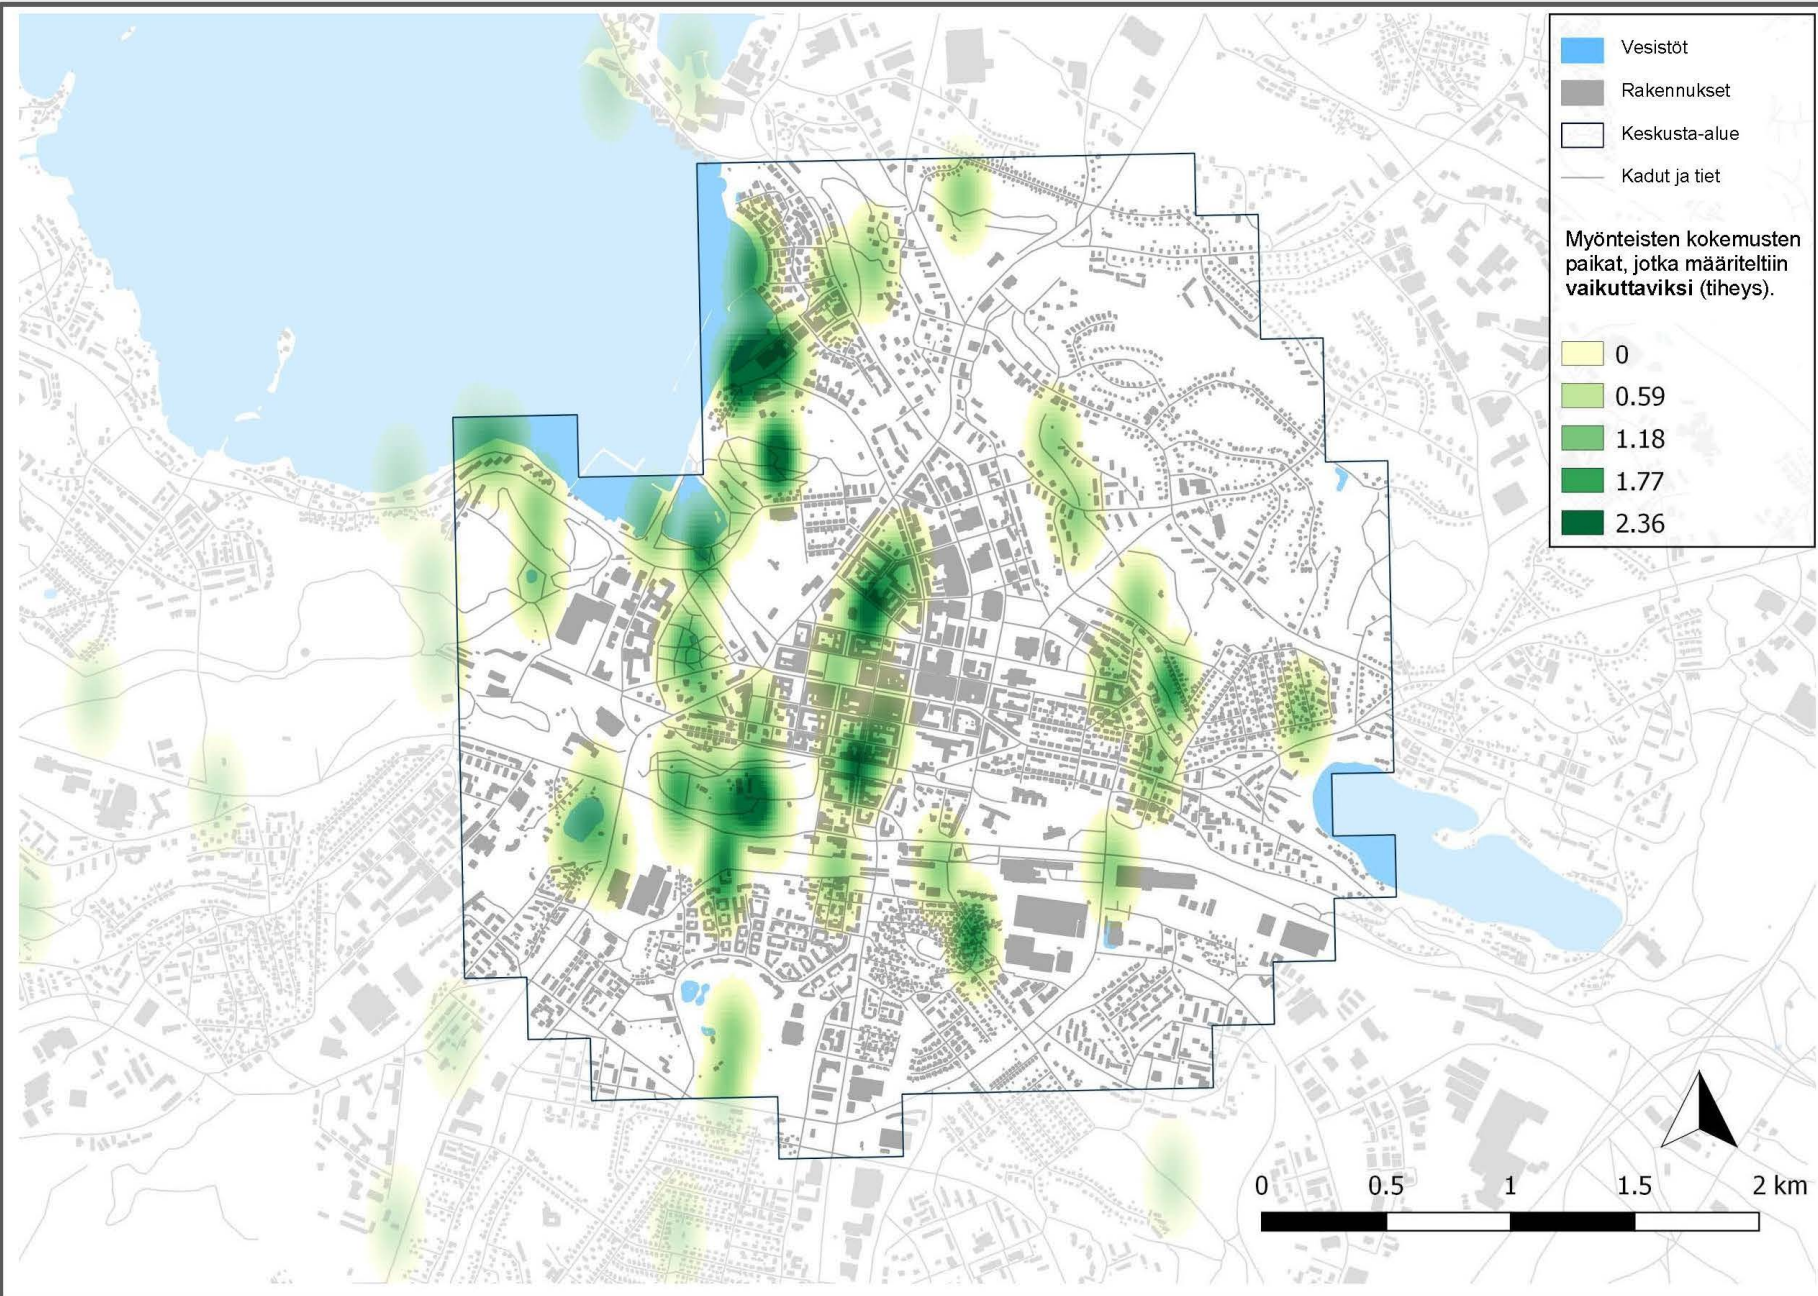 Vesistöt
Rakennukset
Keskusta-alue
Kadut ja tiet
Myönteisten kokemusten
paikat, jotka määriteltiin
vaikuttaviksi (tiheys).
0
0.59
1.18
1.77
2.36
0 0.5 1 1.5 2 km